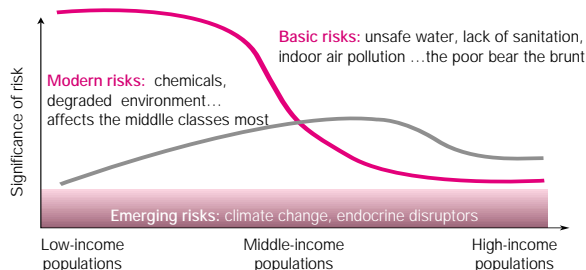 Basic risks: unsafe water, lack of sanitation,
indoor air pollution ...the poor bear the brunt
Modern risks: chemicals,
degraded environment...
affects the middlle classes most
Significance of risk
Emerging risks: climate change, endocrine disruptors
Low-income
populations
Middle-income
populations
High-income
populations